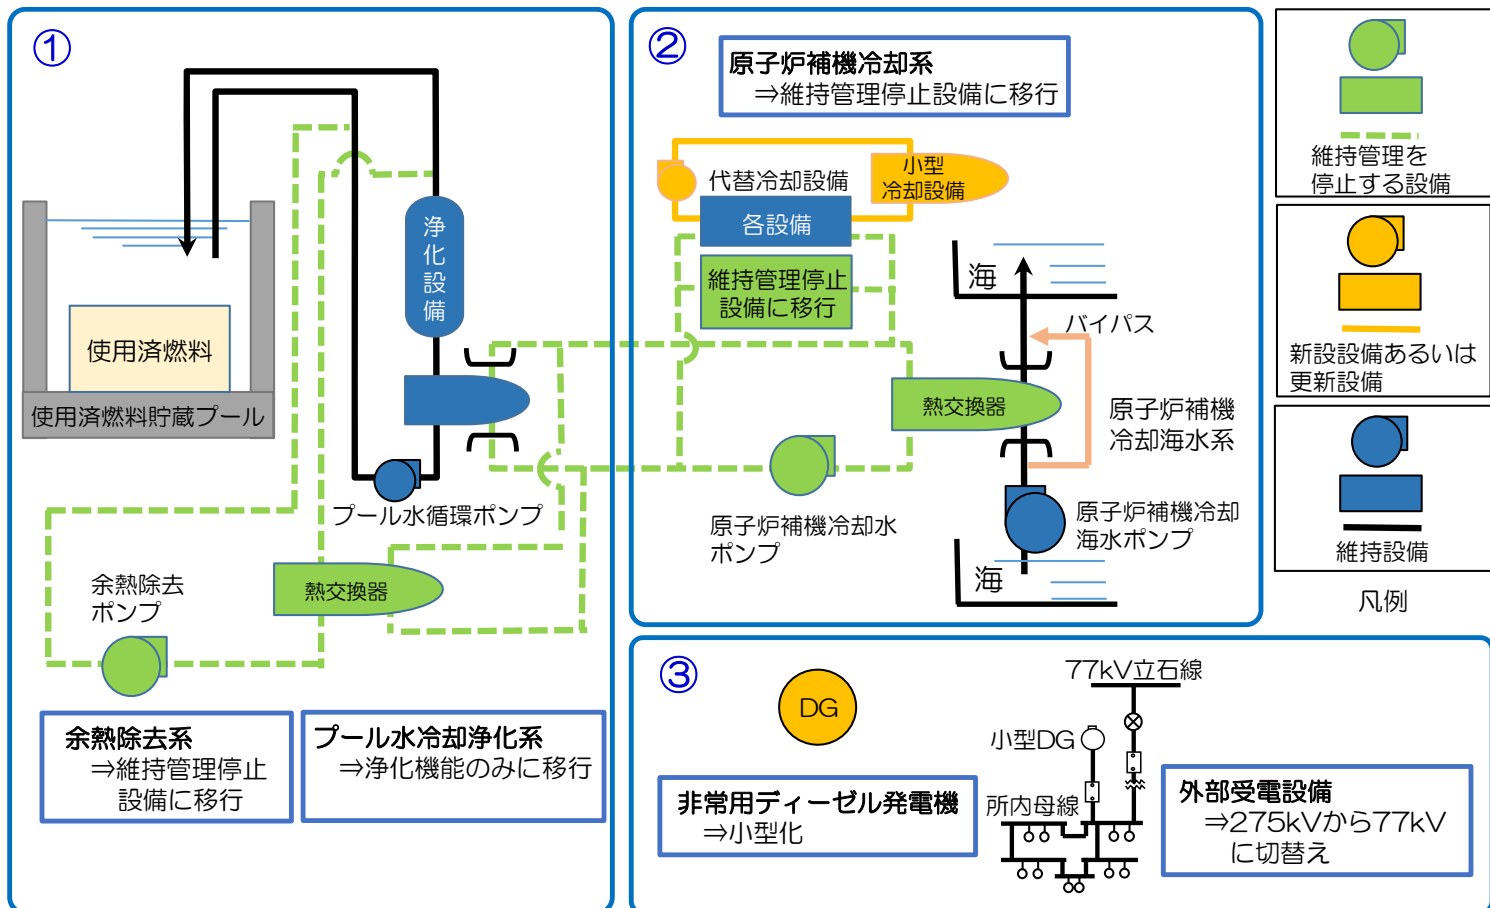 ①
浄
化
設
備
使用済燃料
使用済燃料貯蔵プール
プール水循環ポンプ
熱交換器
余熱除去
ポンプ
余熱除去系
⇒維持管理停止
設備に移行
プール水冷却浄化系
⇒浄化機能のみに移行
②
原子炉補機冷却系
⇒維持管理停止設備に移行
代替冷却設備
小型
冷却設備
各設備
維持管理停止
設備に移行
海
バイパス
熱交換器
原子炉補機
冷却海水系
原子炉補機冷却水
ポンプ
原子炉補機冷却
海水ポンプ
海
③
DG
非常用ディーゼル発電機
⇒小型化
77kV立石線
小型DG
所内母線
外部受電設備
⇒275kVから77kV
に切替え
維持管理を
停止する設備
新設設備あるいは
更新設備
維持設備
凡例